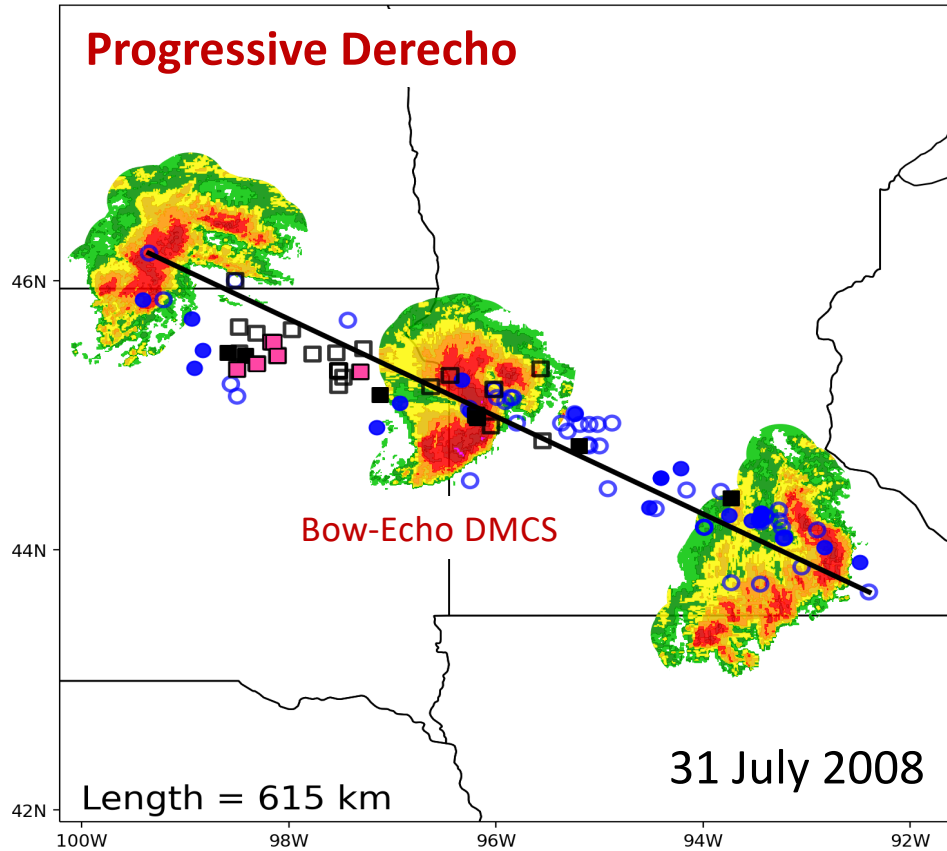 Progressive Derecho
46N
Bow-Echo DMCS
44N
31 July 2008
Length = 615 km
42N
100W 98W 96W 94W 92W